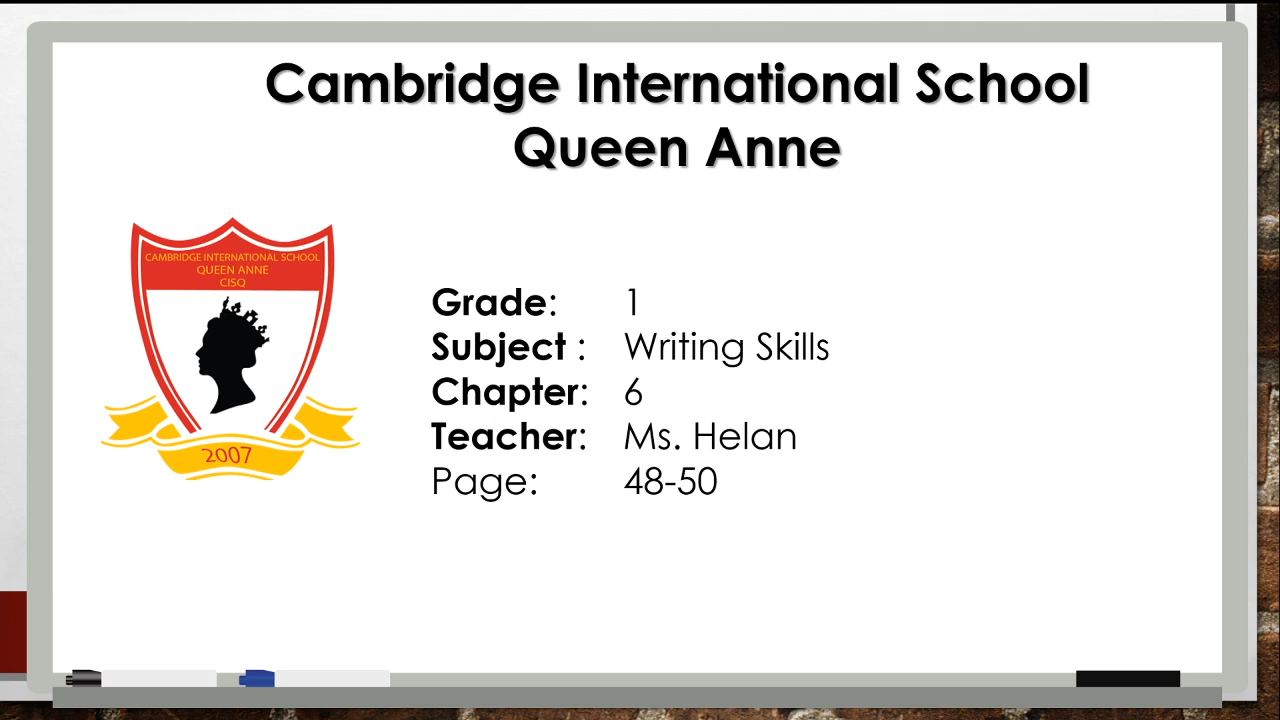 Cambridge International School
Queen Anne
CAMBRIDGE INTERNATIONAL SCHOOL
QUEEN ANNE
CISQ
2007
Grade: 1
Subject : Writing Skills
Chapter: 6
Teacher: Ms. Helan
Page: 48-50